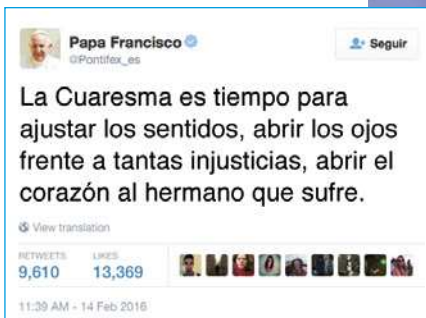 Papa Francisco
@Pontifex_es
Seguir
La Cuaresma es tiempo para
ajustar los sentidos, abrir los ojos
frente a tantas injusticias, abrir el
corazón al hermano que sufre.
View translation
RETWEETS LIKES
9,610 13,369
11:39 AM - 14 Feb 2016